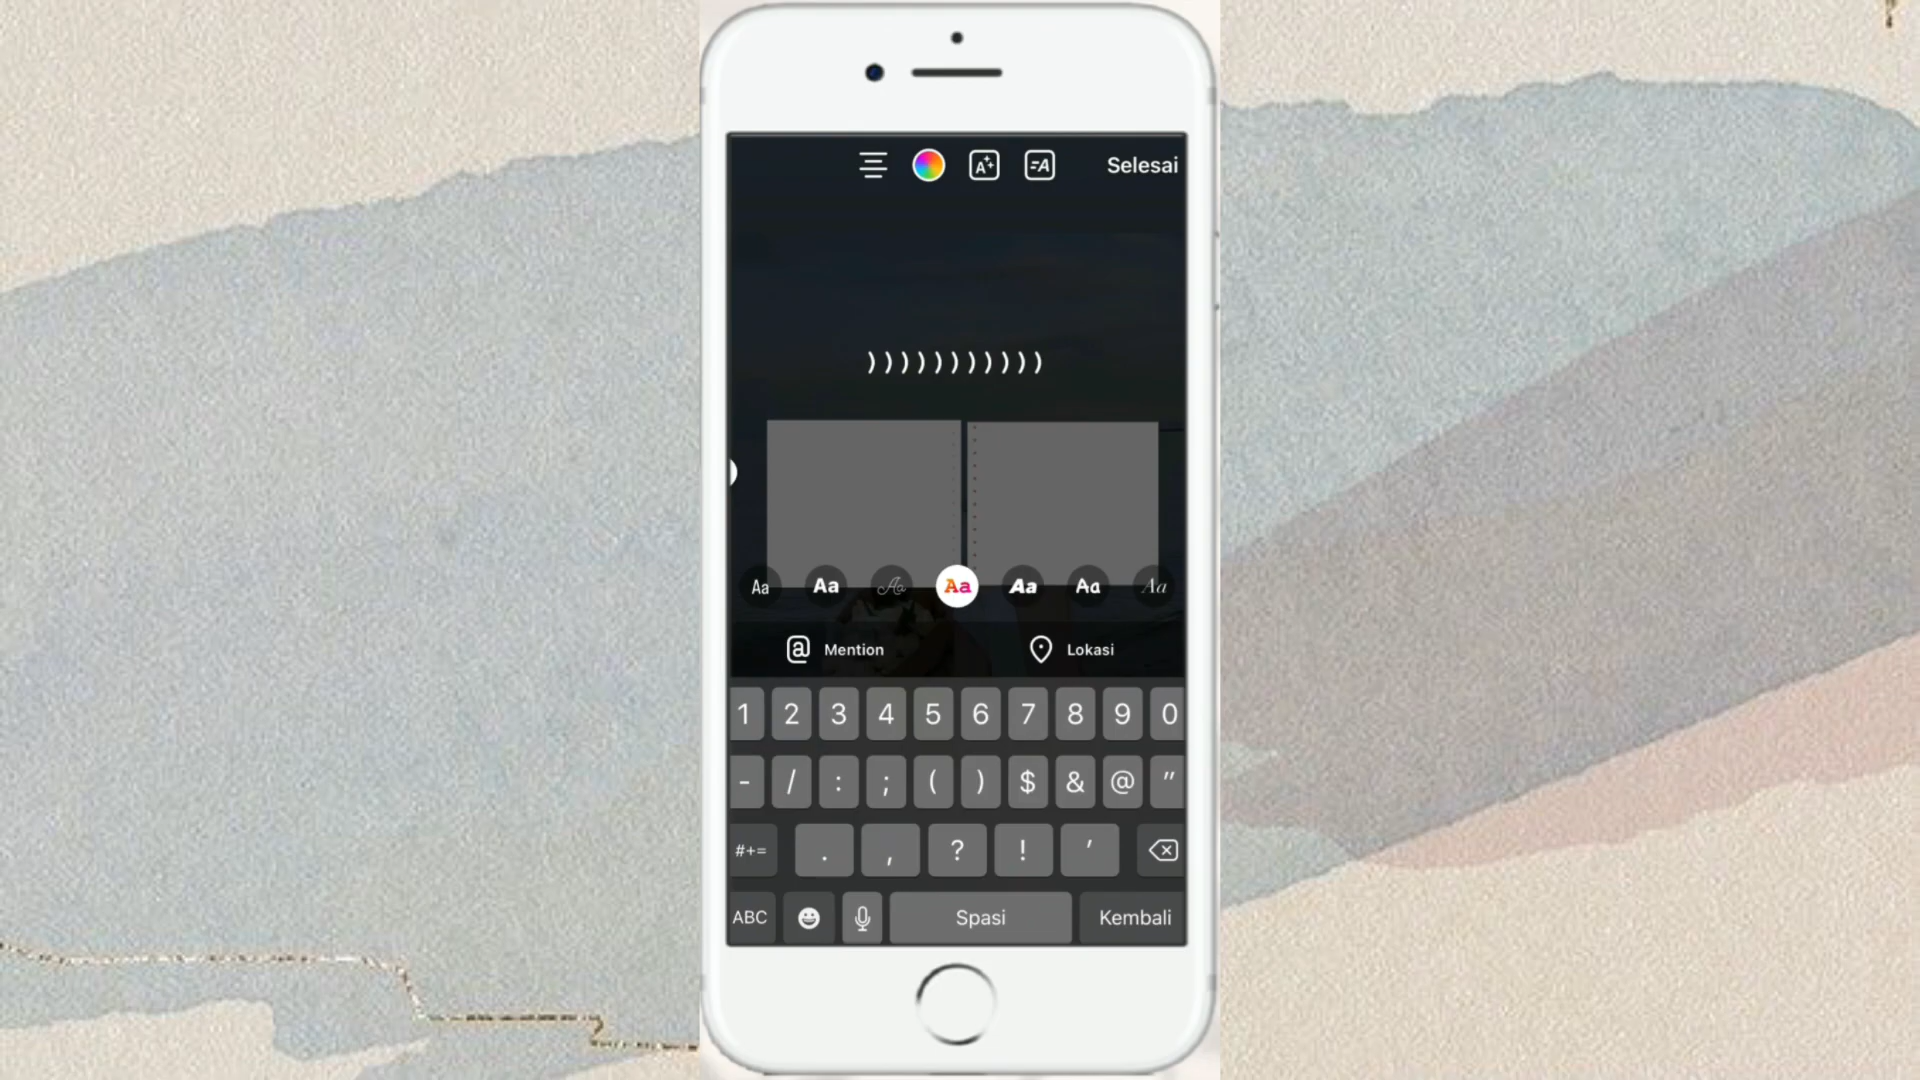 Selesai
)))))))))))
Aa Aa Aa Aa Aa Aa Aa
Mention Lokasi
1 2 3 4 5 6 7 8 9 0
- / : ; ( ) $ & @ "
#+= . , ? ! '
ABC Spasi Kembali